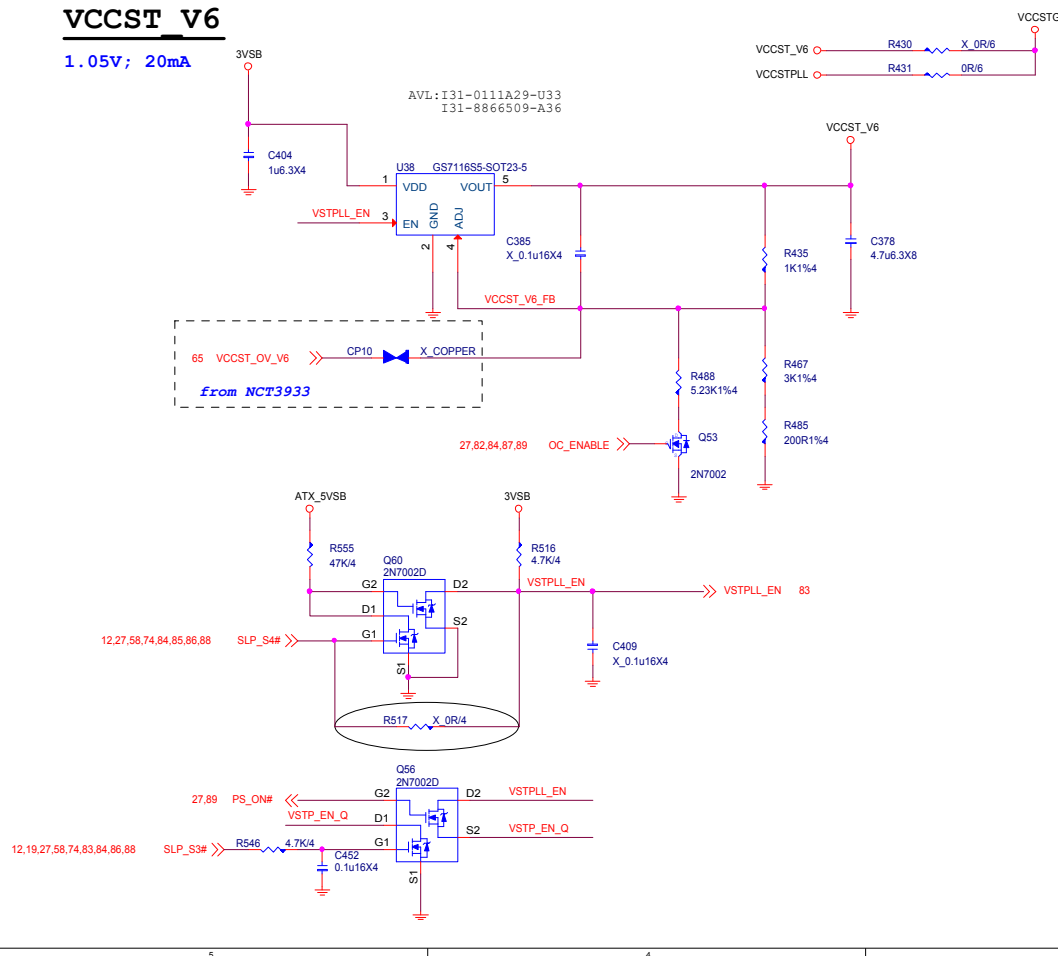 VCCST_V6
1.05V; 20mA
3VSB
AVL:I31-0111A29-U33
I31-8866509-A36
VCCSTG
VCCST_V6 R430 X_0R/6
VCCSTPLL R431 0R/6
VCCST_V6
C404
1u6.3X4
U38 GS7116S5-SOT23-5
1 VDD VOUT 5
VSTPLL_EN 3 EN
GND
ADJ
2
4
C385
X_0.1u16X4
R435
1K1%4
C378
4.7u6.3X8
VCCST_V6_FB
65 VCCST_OV_V6 CP10 X_COPPER
from NCT3933
R488
5.23K1%4
R467
3K1%4
R485
200R1%4
27,82,84,87,89 OC_ENABLE Q53
2N7002
ATX_5VSB
3VSB
R555
47K/4
R516
4.7K/4
Q60
2N7002D
G2 D2 VSTPLL_EN
VSTPLL_EN 83
D1
S2
12,27,58,74,84,85,86,88 SLP_S4# G1
S1
C409
X_0.1u16X4
R517 X_0R/4
Q56
2N7002D
27,89 PS_ON# G2 D2 VSTPLL_EN
VSTP_EN_Q D1
S2 VSTP_EN_Q
12,19,27,58,74,83,84,86,88 SLP_S3# R546 4.7K/4 G1
C452
0.1u16X4
S1
5 4